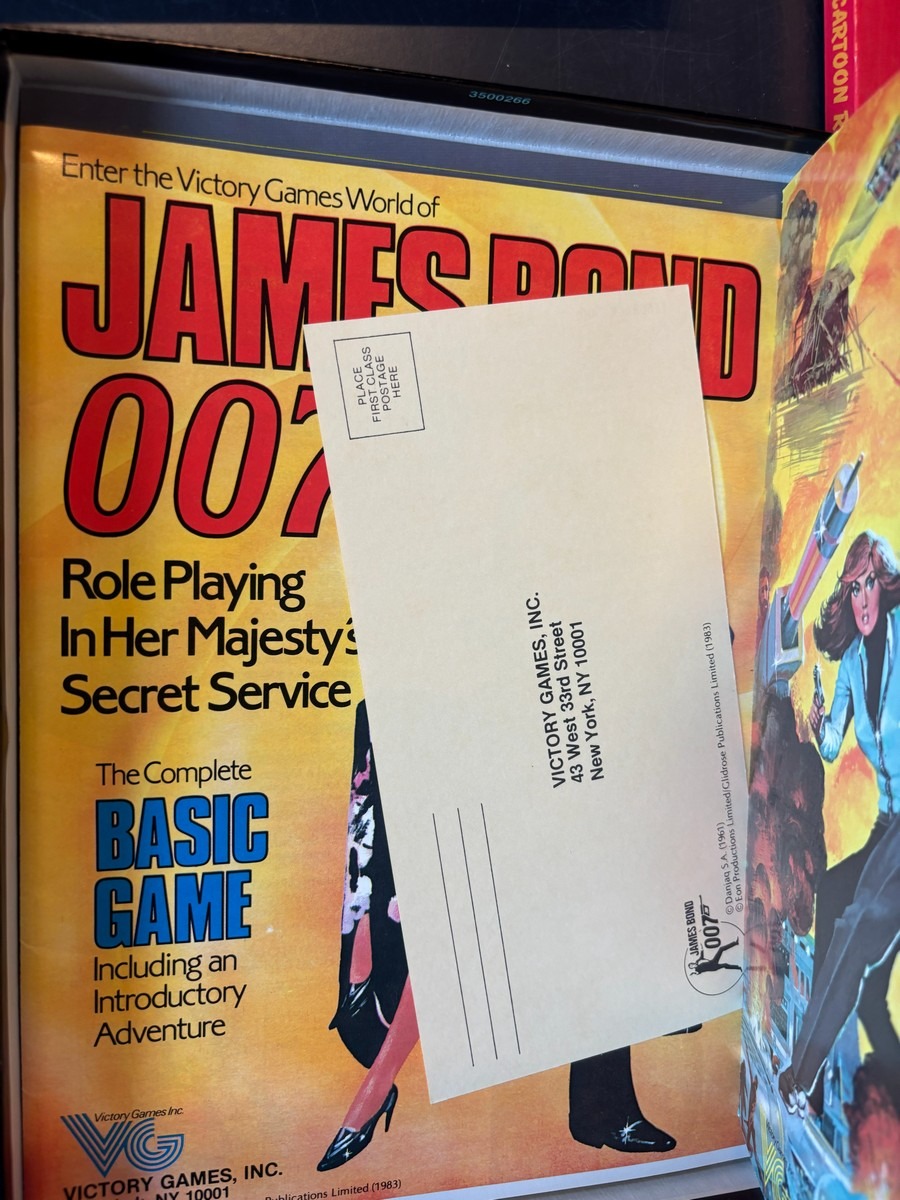 3500266
CARTOON
Enter the Victory Games World of
JAMES BOND
007
Role Playing
In Her Majesty's
Secret Service
The Complete
BASIC
GAME
Including an
Introductory
Adventure
Victory Games Inc.
VG
VICTORY GAMES, INC.
NY 10001
Publications Limited (1983)
PLACE
FIRST CLASS
POSTAGE
HERE
VICTORY GAMES, INC.
43 West 33rd Street
New York, NY 10001
JAMES BOND
007
© Danjaq S.A. (1961)
© Eon Productions Limited/Glidrose Publications Limited (1983)